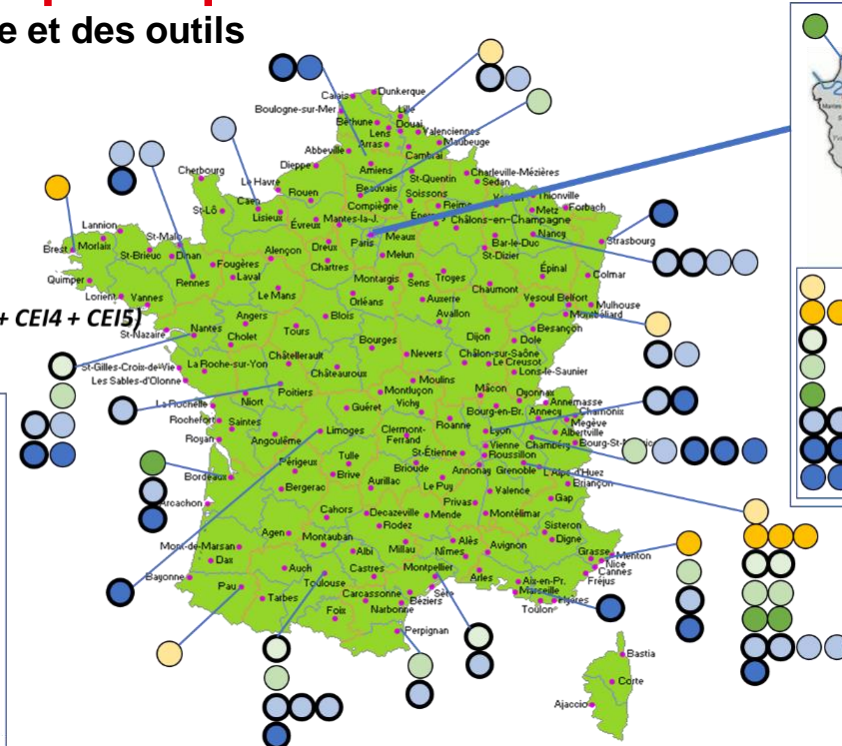 e et des outils
Calais
Dunkerque
Boulogne-sur-Mer
Lille
Béthune
Douai
Lens
Valenciennes
Arras
Maubeuge
Abbeville
Cambrai
Dieppe
Amiens
St-Quentin
Charleville-Mézières
Sedan
Cherbourg
Le Havre
Rouen
Beauvais
Soissons
Compiègne
Thionville
St-Lô
Caen
Lisieux
Évreux
Mantes-la-J.
Reims
Metz
Forbach
Châlons-en-Champagne
Lannion
Paris
Meaux
Nancy
Strasbourg
Brest
Morlaix
St-Malo
St-Brieuc
Dinan
Alençon
Dreux
Melun
Bar-le-Duc
St-Dizier
Fougères
Chartres
Quimper
Rennes
Laval
Montargis
Sens
Troyes
Épinal
Colmar
Lorient
Vannes
Le Mans
Orléans
Auxerre
Chaumont
Vesoul
Belfort
Mulhouse
+ CEI4 + CEI5)
Angers
Blois
Avallon
Montbéliard
St-Nazaire
Nantes
Cholet
Tours
Bourges
Dijon
Besançon
Dole
St-Gilles-Croix-de-Vie
La Roche-sur-Yon
Châtellerault
Nevers
Châlon-sur-Saône
Le Creusot
Les Sables-d'Olonne
Châteauroux
Lons-le-Saunier
Poitiers
Moulins
Montluçon
Mâcon
Oyonnax
La Rochelle
Niort
Guéret
Vichy
Bourg-en-Br.
Annecy
Annemasse
Chamonix
Rochefort
Saintes
Limoges
Clermont-
Ferrand
Roanne
Lyon
Megève
Albertville
Royan
Angoulême
Vienne
Chambéry
Périgueux
Tulle
St-Étienne
Roussillon
Brive
Brioude
Annonay
Grenoble
L'Alpe-d'Huez
Bordeaux
Bergerac
Aurillac
Le Puy
Valence
Briançon
Arcachon
Cahors
Decazeville
Mende
Privas
Montélimar
Gap
Rodez
Agen
Montauban
Sisteron
Mont-de-Marsan
Albi
Millau
Alès
Digne
Dax
Nîmes
Avignon
Grasse
Menton
Nice
Bayonne
Auch
Castres
Montpellier
Cannes
Pau
Toulouse
Arles
Aix-en-Pr.
Fréjus
Tarbes
Carcassonne
Sète
Marseille
Hyères
Béziers
Toulon
Foix
Narbonne
Perpignan
Bastia
Corte
Ajaccio